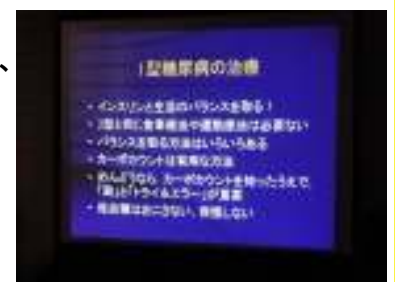 、
1型糖尿病の治療
・ インスリンと生活のバランスを取る！
・ 2型と同じ食事療法や運動療法は必要ない
・ バランスを取る方法はいろいろある
・ カーボカウントは有用な方法
・ めんどうなら カーボカウントを知ったうえで
「勘」と「トライ＆エラー」が重要
・ 低血糖はおこさない、我慢しない